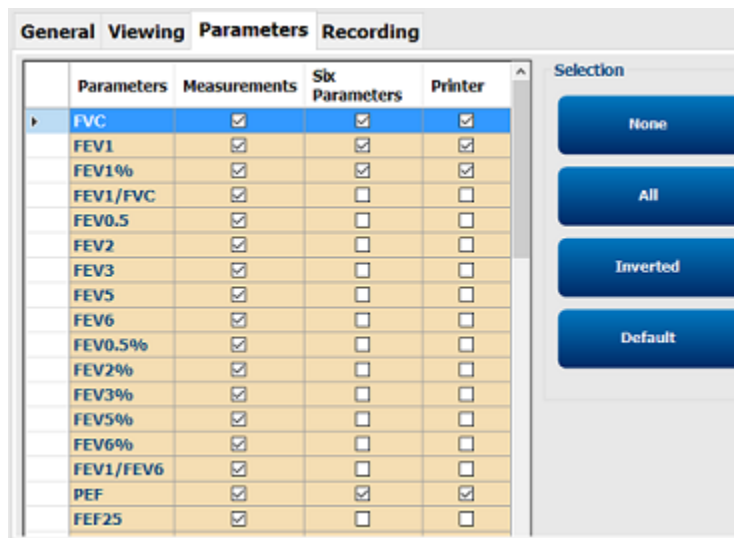 General Viewing Parameters Recording
Parameters Measurements Six Parameters Printer
FVC
FEV1
FEV1%
FEV1/FVC
FEV0.5
FEV2
FEV3
FEV5
FEV6
FEV0.5%
FEV2%
FEV3%
FEV5%
FEV6%
FEV1/FEV6
PEF
FEF25
Selection
None
All
Inverted
Default